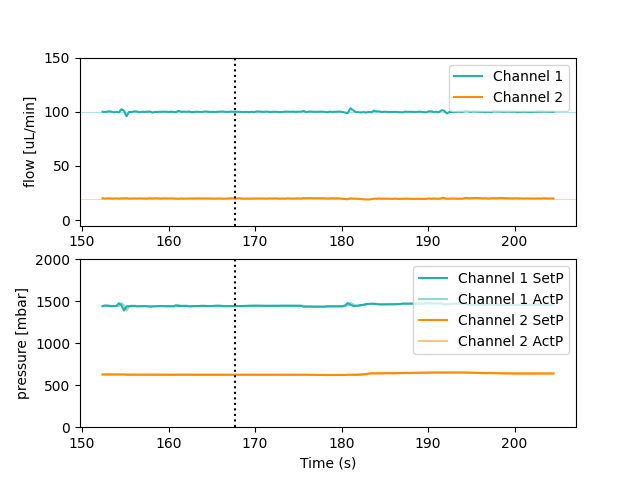 150
100
50
0
flow [uL/min]
Channel 1
Channel 2
150 160 170 180 190 200
2000
1500
1000
500
0
pressure [mbar]
Channel 1 SetP
Channel 1 ActP
Channel 2 SetP
Channel 2 ActP
150 160 170 180 190 200
Time (s)